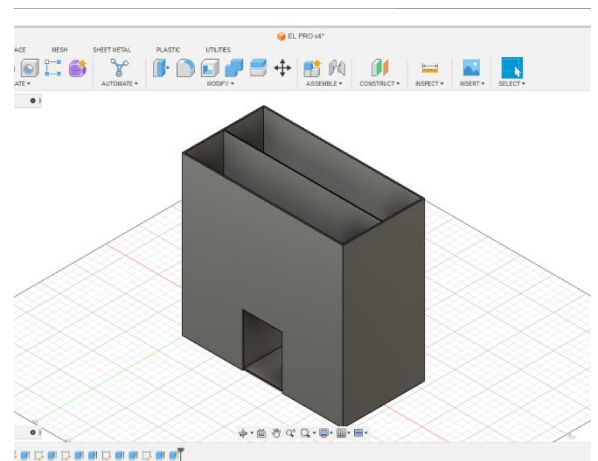 EL PRO v4*
ACE MESH SHEET METAL PLASTIC UTILITIES
ATE AUTOMATE MODIFY ASSEMBLE CONSTRUCT INSPECT INSERT SELECT